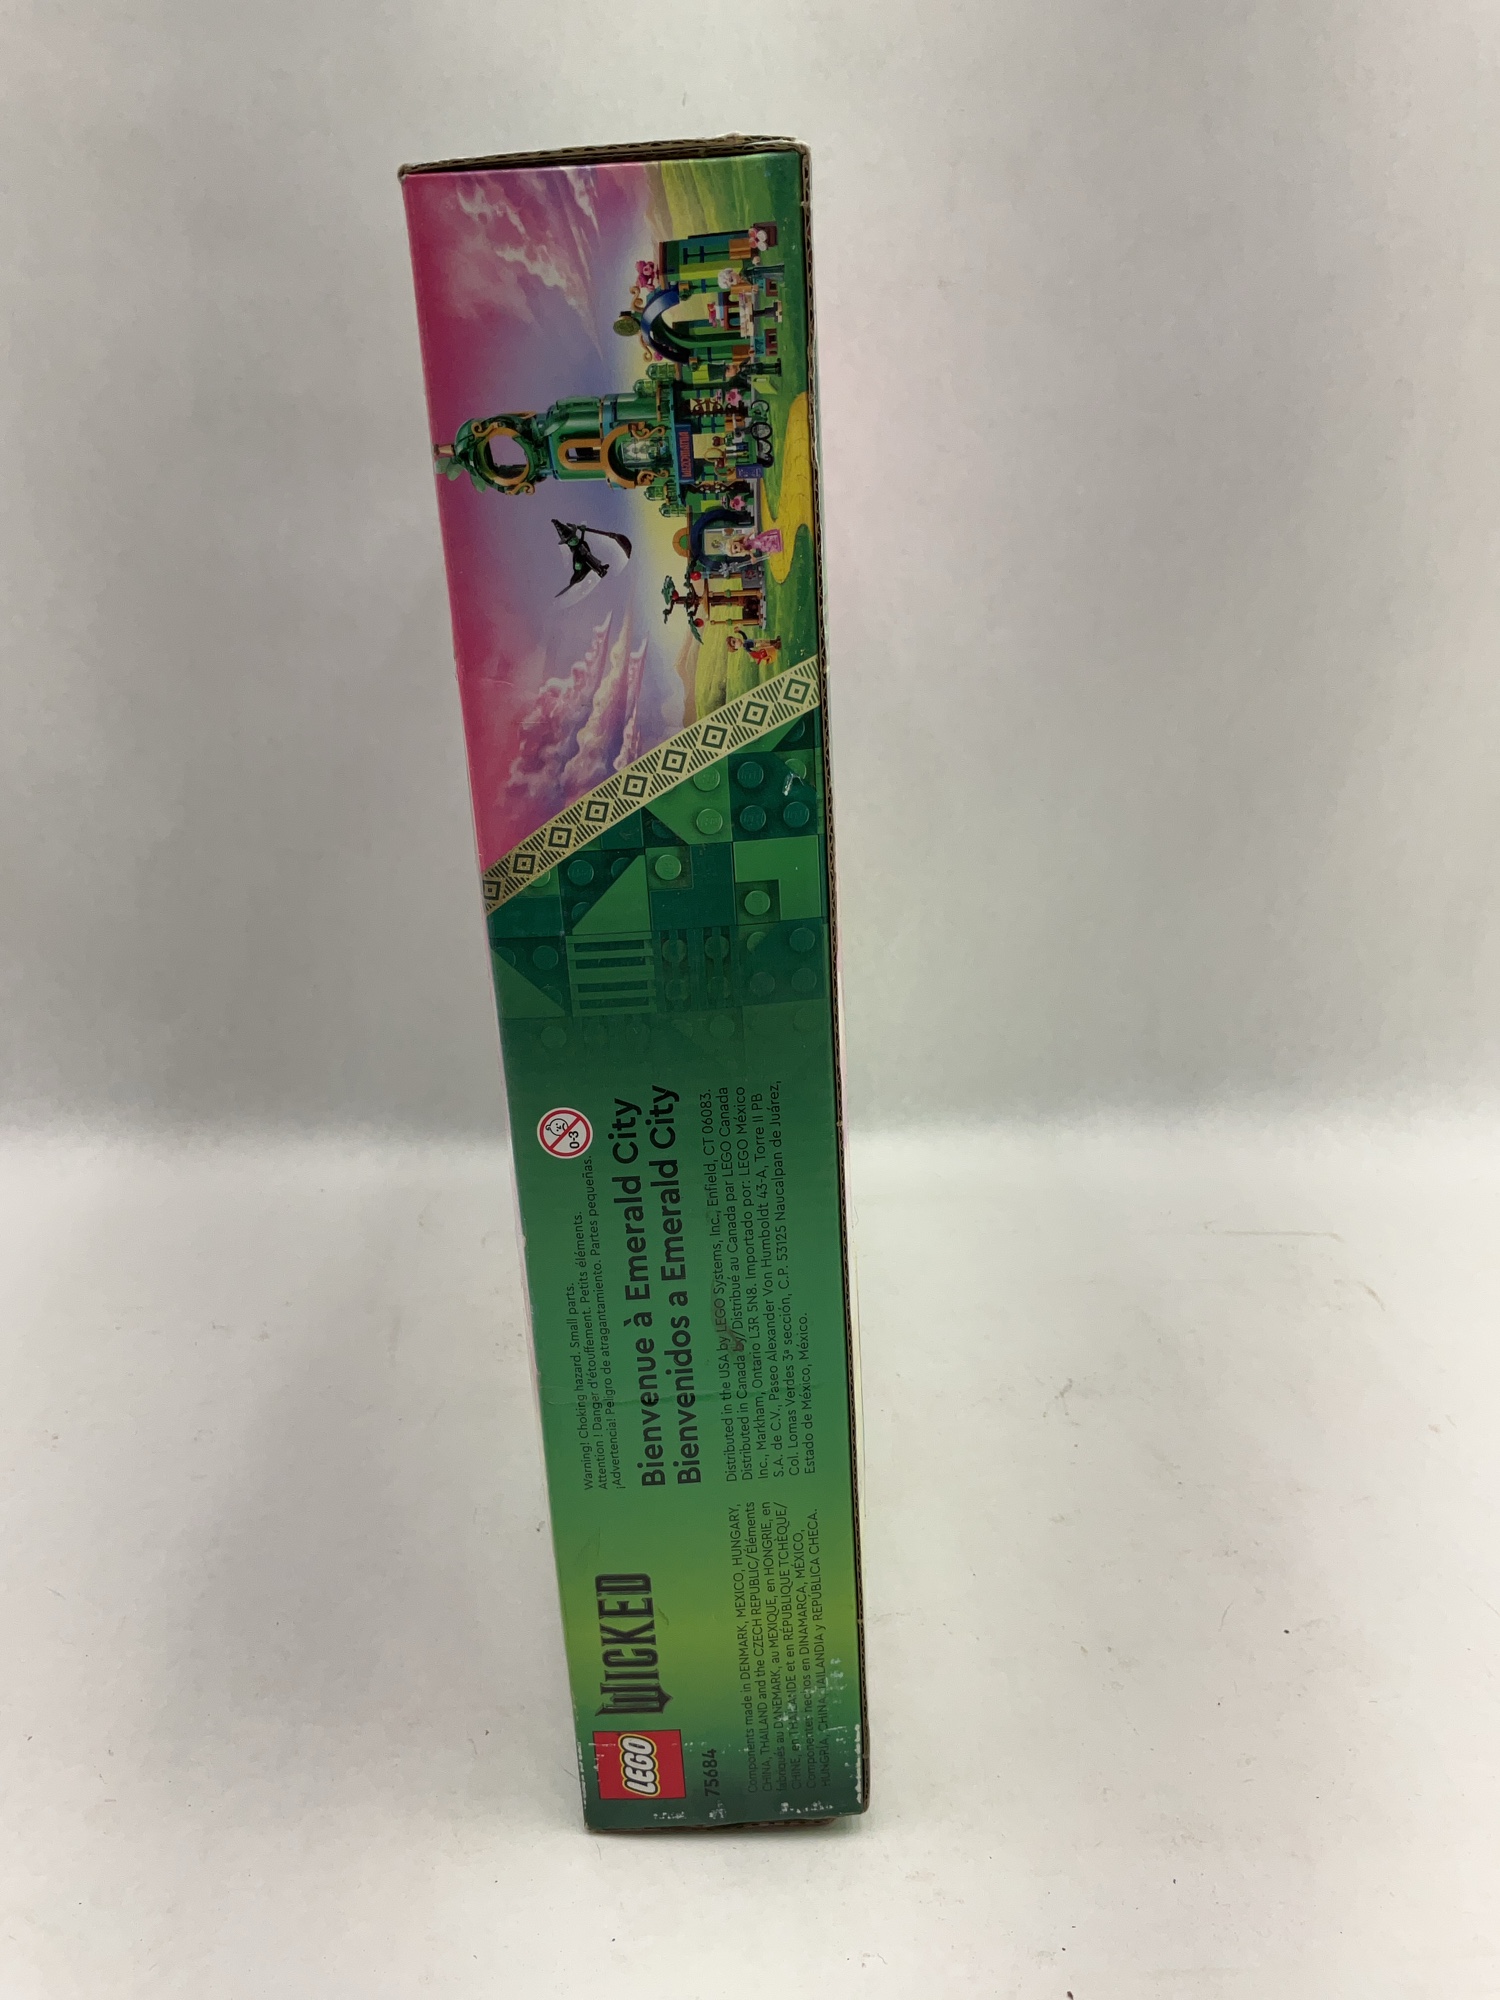 LEGO
WICKED
75684
Components made in DENMARK, MEXICO, HUNGARY,
CHINA, THAILAND and the CZECH REPUBLIC/Éléments
fabriqués au DANEMARK, au MEXIQUE, en HONGRIE, en
CHINE, en THAÏLANDE et en RÉPUBLIQUE TCHÈQUE/
Componentes hechos en DINAMARCA, MÉXICO,
HUNGRÍA, CHINA, TAILANDIA y REPÚBLICA CHECA.
Warning! Choking hazard. Small parts.
Attention ! Danger d'étouffement. Petits éléments.
¡Advertencia! Peligro de atragantamiento. Partes pequeñas.
0-3
Bienvenue à Emerald City
Bienvenidos a Emerald City
Distributed in the USA by LEGO Systems, Inc., Enfield, CT 06083.
Distributed in Canada by/Distribué au Canada par LEGO Canada
Inc., Markham, Ontario L3R 5N8. Importado por: LEGO México
S.A. de C.V., Paseo Alexander Von Humboldt 43-A, Torre II PB
Col. Lomas Verdes 3ª sección, C.P. 53125 Naucalpan de Juárez,
Estado de México, México.